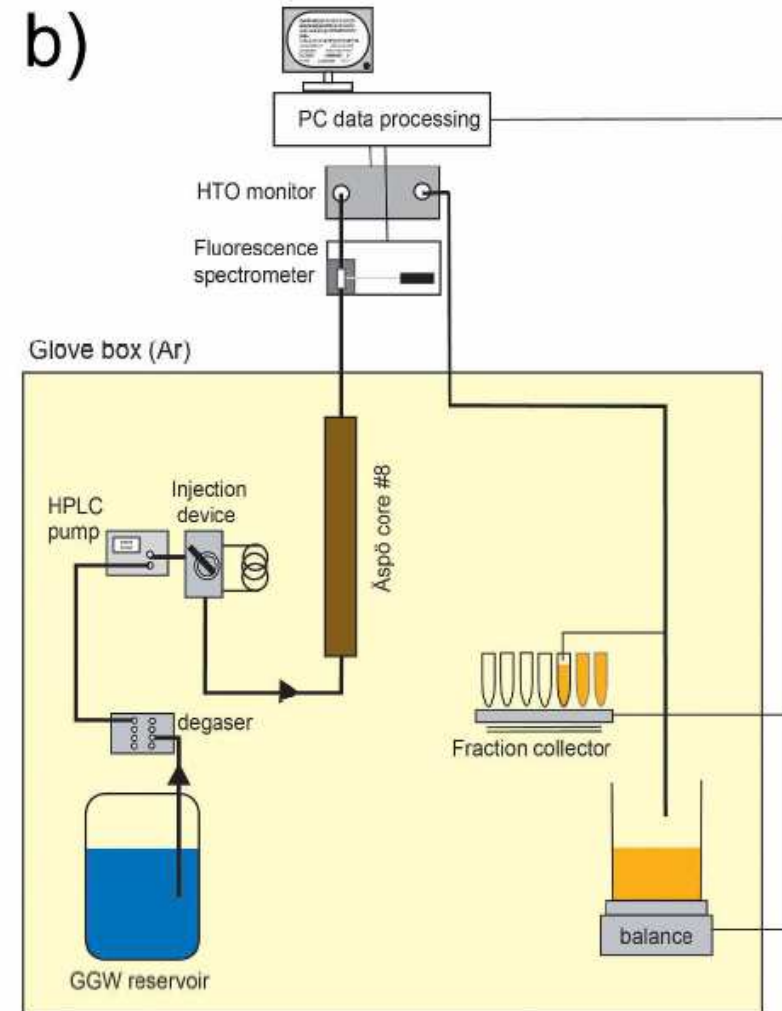 b)
PC data processing
HTO monitor
Fluorescence
spectrometer
Glove box (Ar)
HPLC
pump
Injection
device
Äspö core #8
degaser
Fraction collector
GGW reservoir
balance